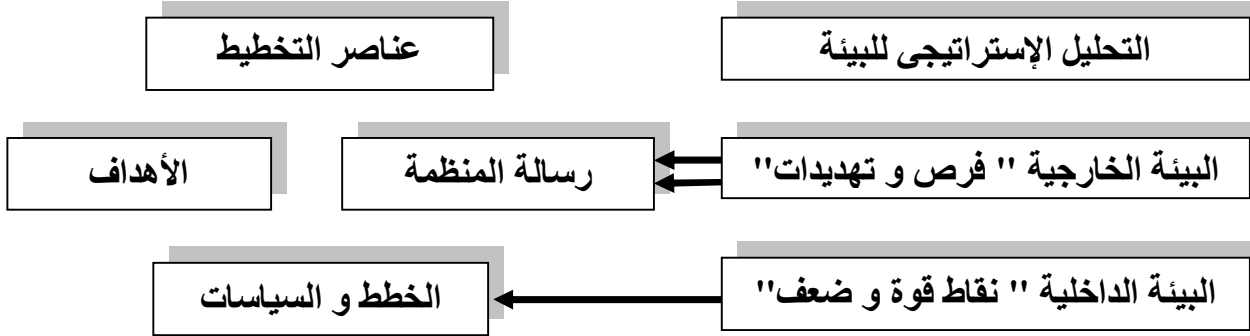 التحليل الإستراتيجى للبيئة
عناصر التخطيط
البيئة الخارجية " فرص و تهديدات"
رسالة المنظمة
الأهداف
البيئة الداخلية " نقاط قوة و ضعف"
الخطط و السياسات